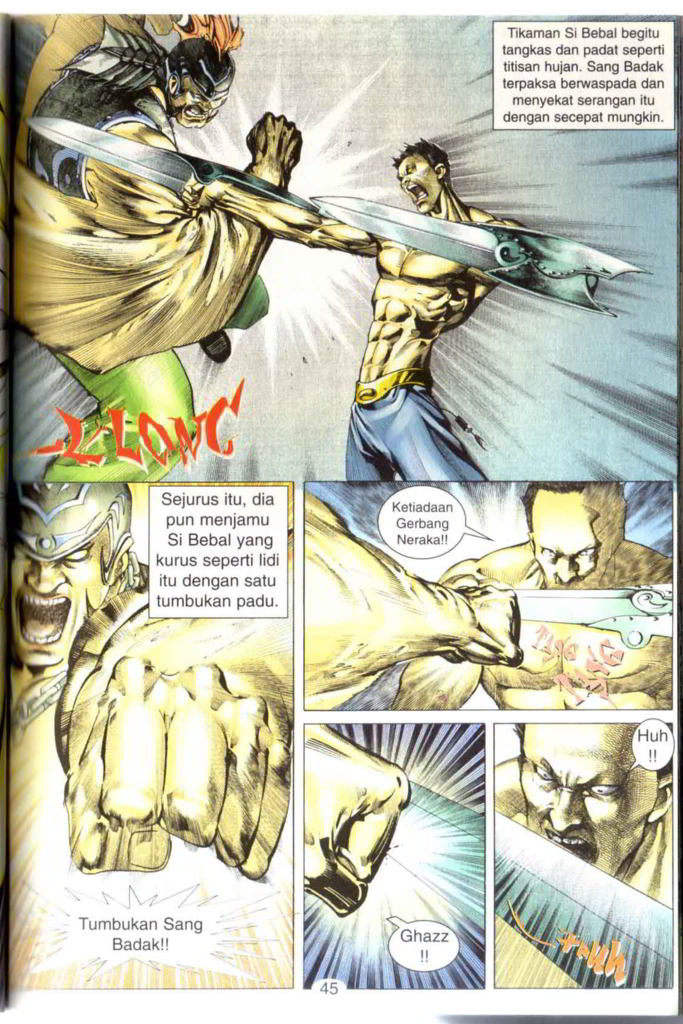 Tikaman Si Bebal begitu
tangkas dan padat seperti
titisan hujan. Sang Badak
terpaksa berwaspada dan
menyekat serangan itu
dengan secepat mungkin.
Sejurus itu, dia
pun menjamu
Si Bebal yang
kurus seperti lidi
itu dengan satu
tumbukan padu.
Tumbukan Sang
Badak!!
Ketiadaan
Gerbang
Neraka!!
TING
TING
Ghazz
!!
Huh
!!
45